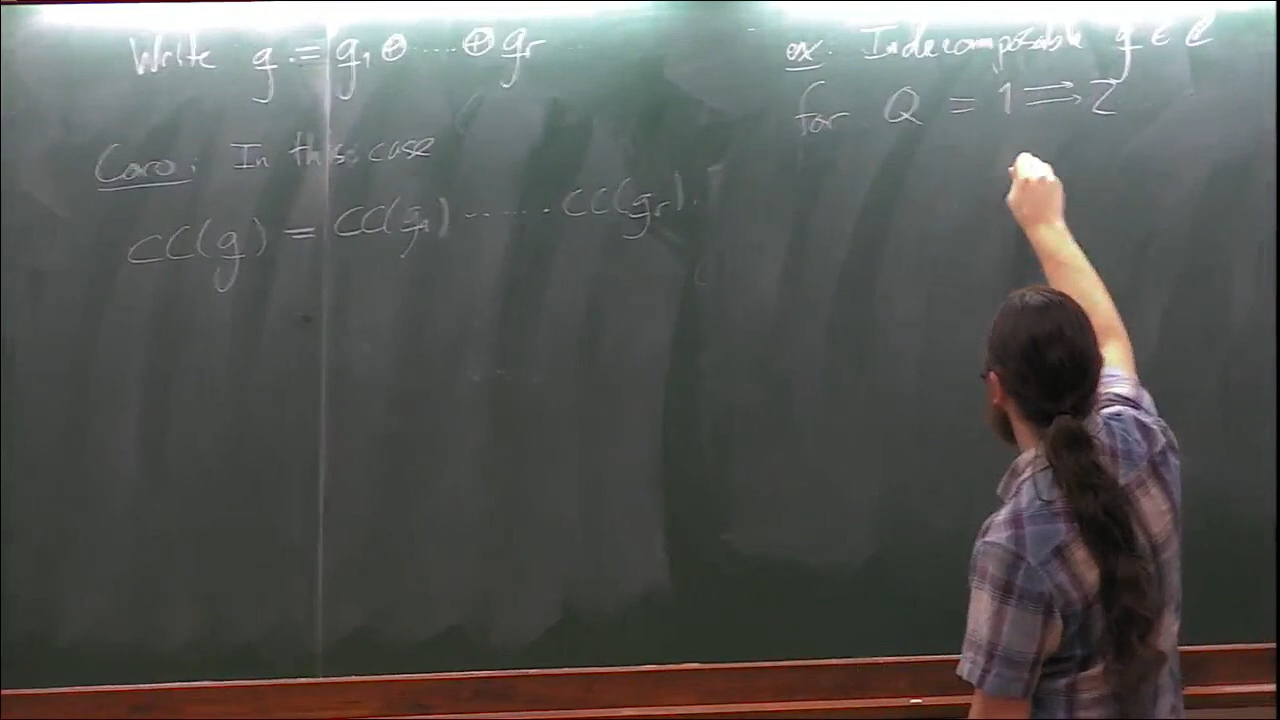 Write g := g₁ ⊕ ..... ⊕ gᵣ
Coro: In this case
CC(g) = CC(g₁) ...... CC(gᵣ).
ex: Indecomposable g ∈ ℂ
for Q = 1 ⇉ 2